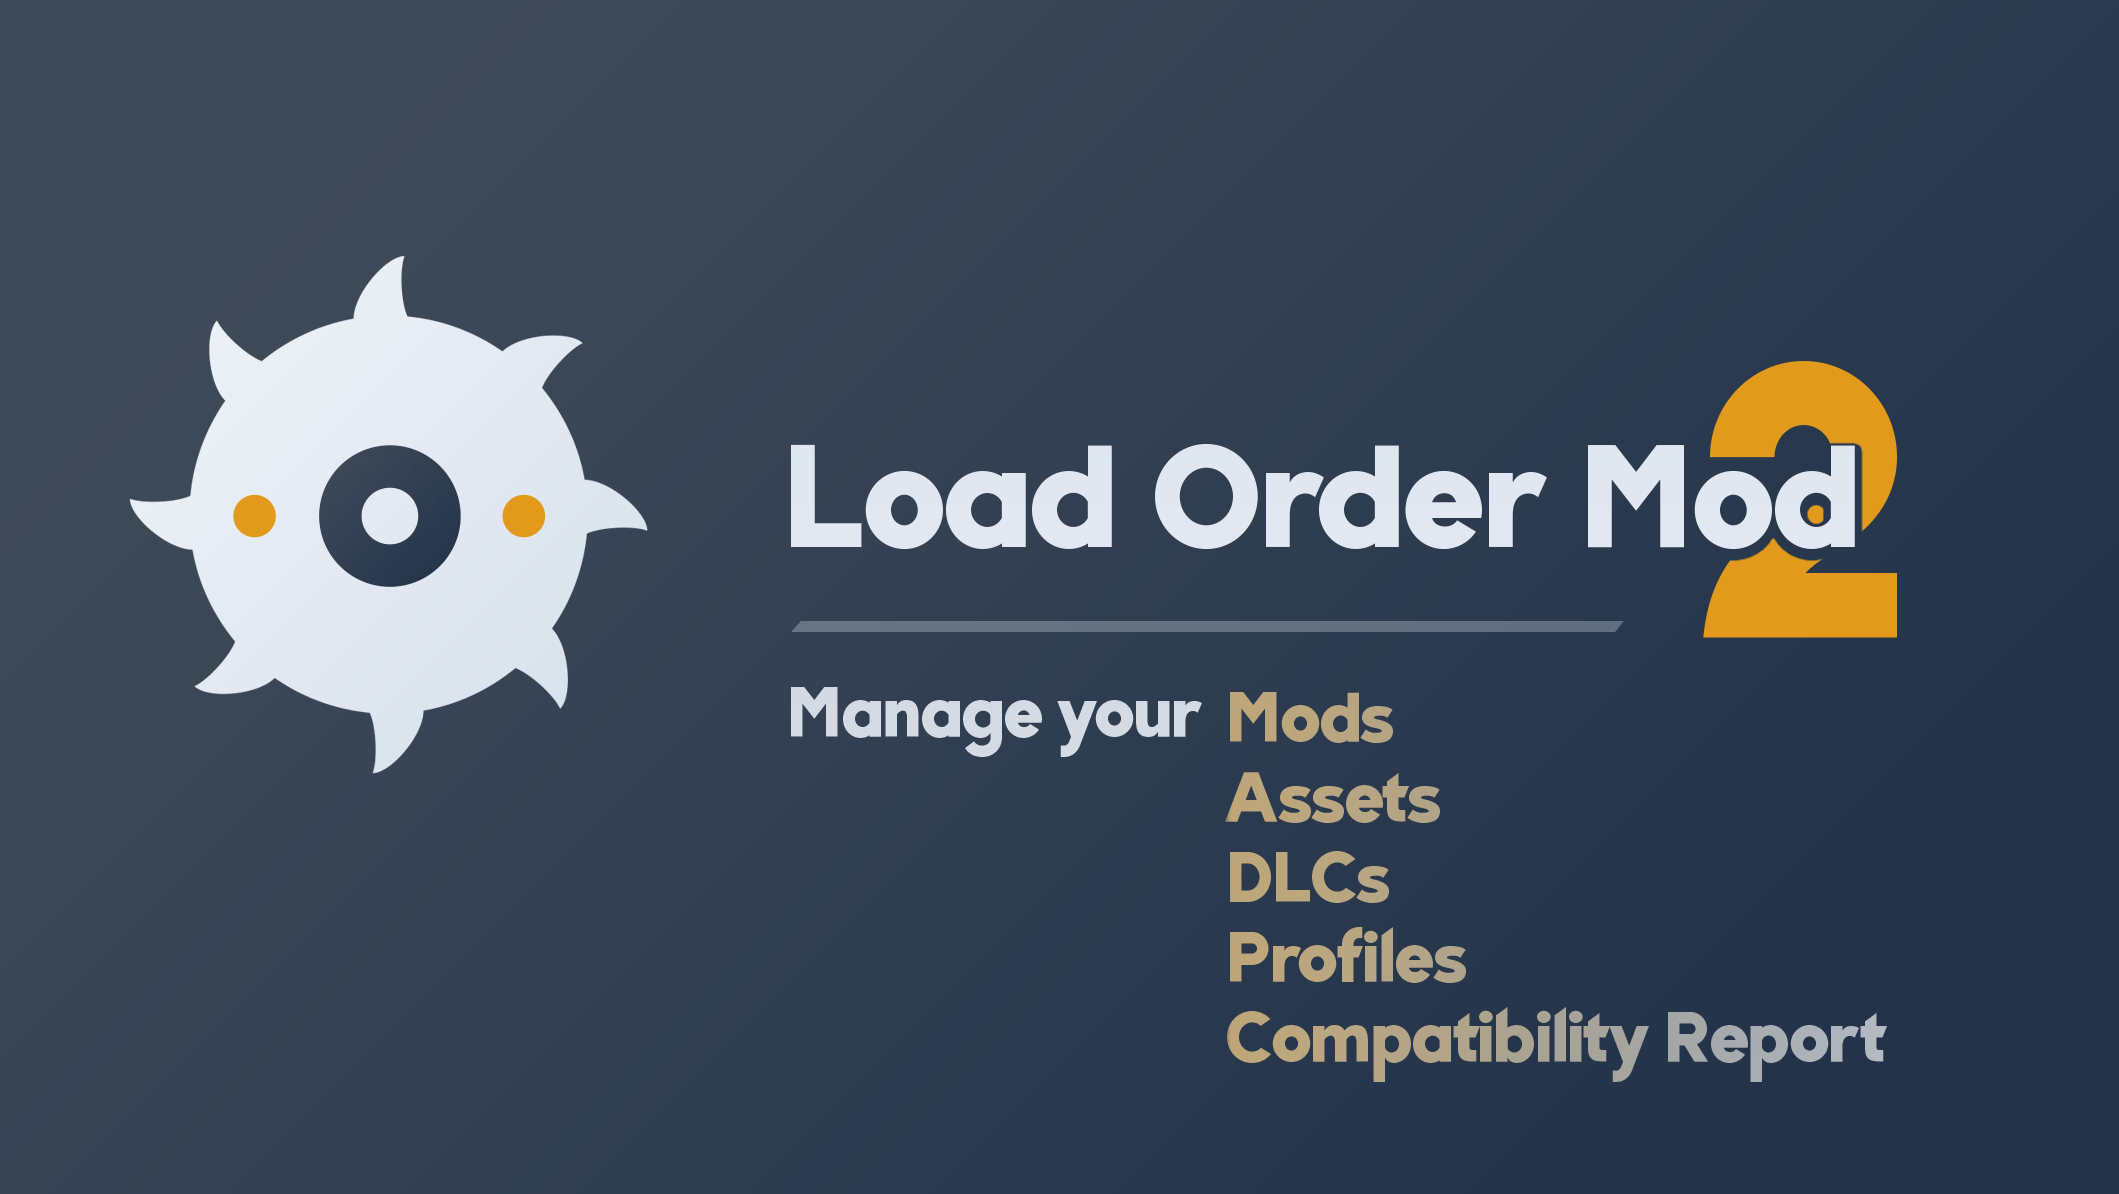 Load Order Mod 2
Manage your Mods
Assets
DLCs
Profiles
Compatibility Report